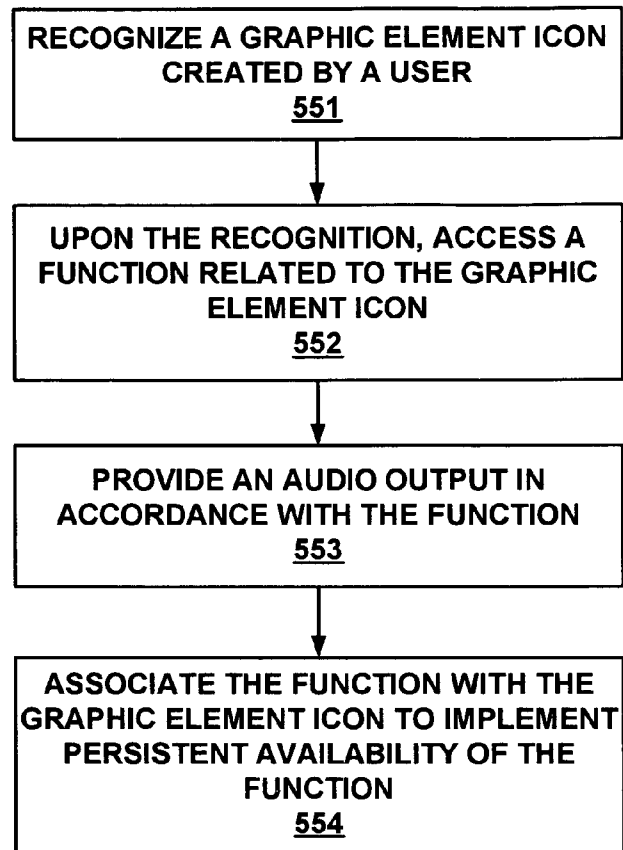 RECOGNIZE A GRAPHIC ELEMENT ICON
CREATED BY A USER
551
UPON THE RECOGNITION, ACCESS A
FUNCTION RELATED TO THE GRAPHIC
ELEMENT ICON
552
PROVIDE AN AUDIO OUTPUT IN
ACCORDANCE WITH THE FUNCTION
553
ASSOCIATE THE FUNCTION WITH THE
GRAPHIC ELEMENT ICON TO IMPLEMENT
PERSISTENT AVAILABILITY OF THE
FUNCTION
554